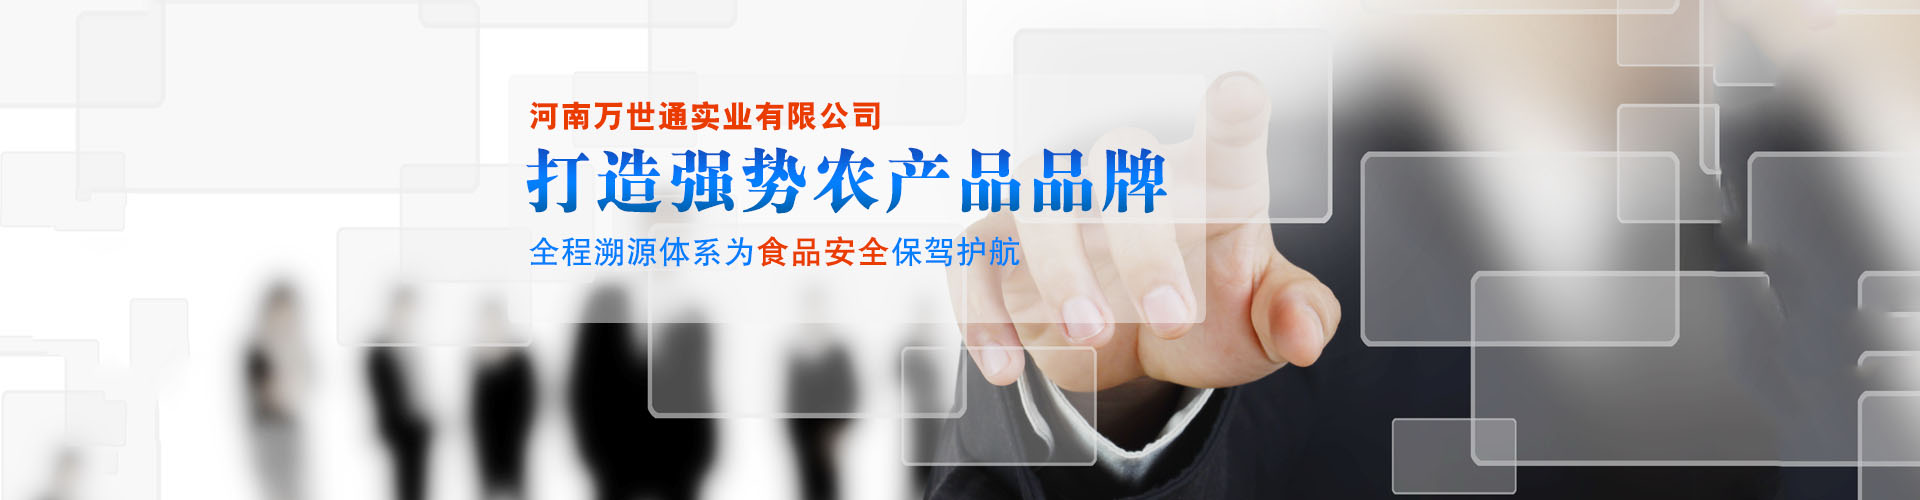 河南万世通实业有限公司
打造强势农产品品牌
全程溯源体系为食品安全保驾护航